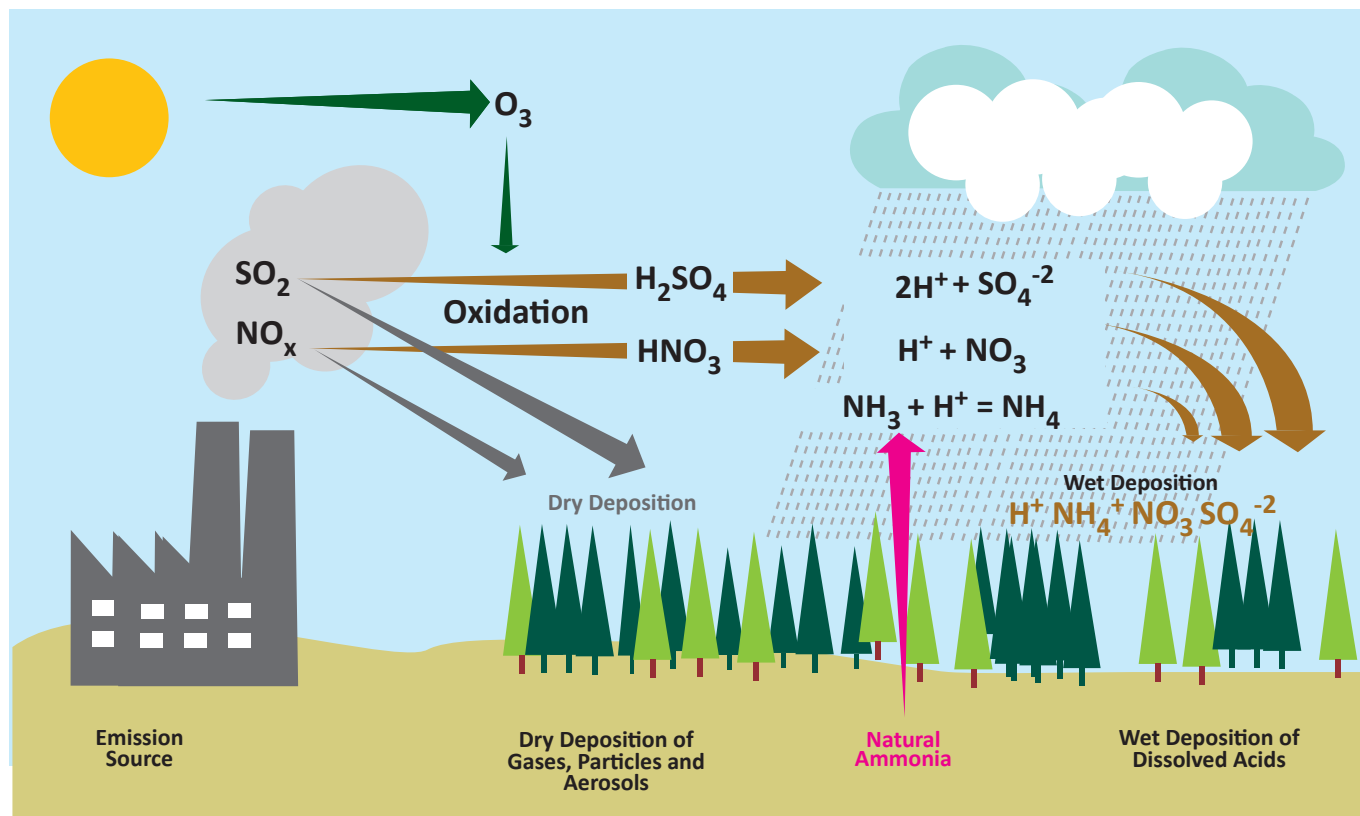 O₃
SO₂
H₂SO₄
2H⁺ + SO₄⁻²
Oxidation
NOₓ
HNO₃
H⁺ + NO₃
NH₃ + H⁺ = NH₄
Dry Deposition
Wet Deposition
H⁺ NH₄⁺ NO₃ SO₄⁻²
Emission
Source
Dry Deposition of
Gases, Particles and
Aerosols
Natural
Ammonia
Wet Deposition of
Dissolved Acids